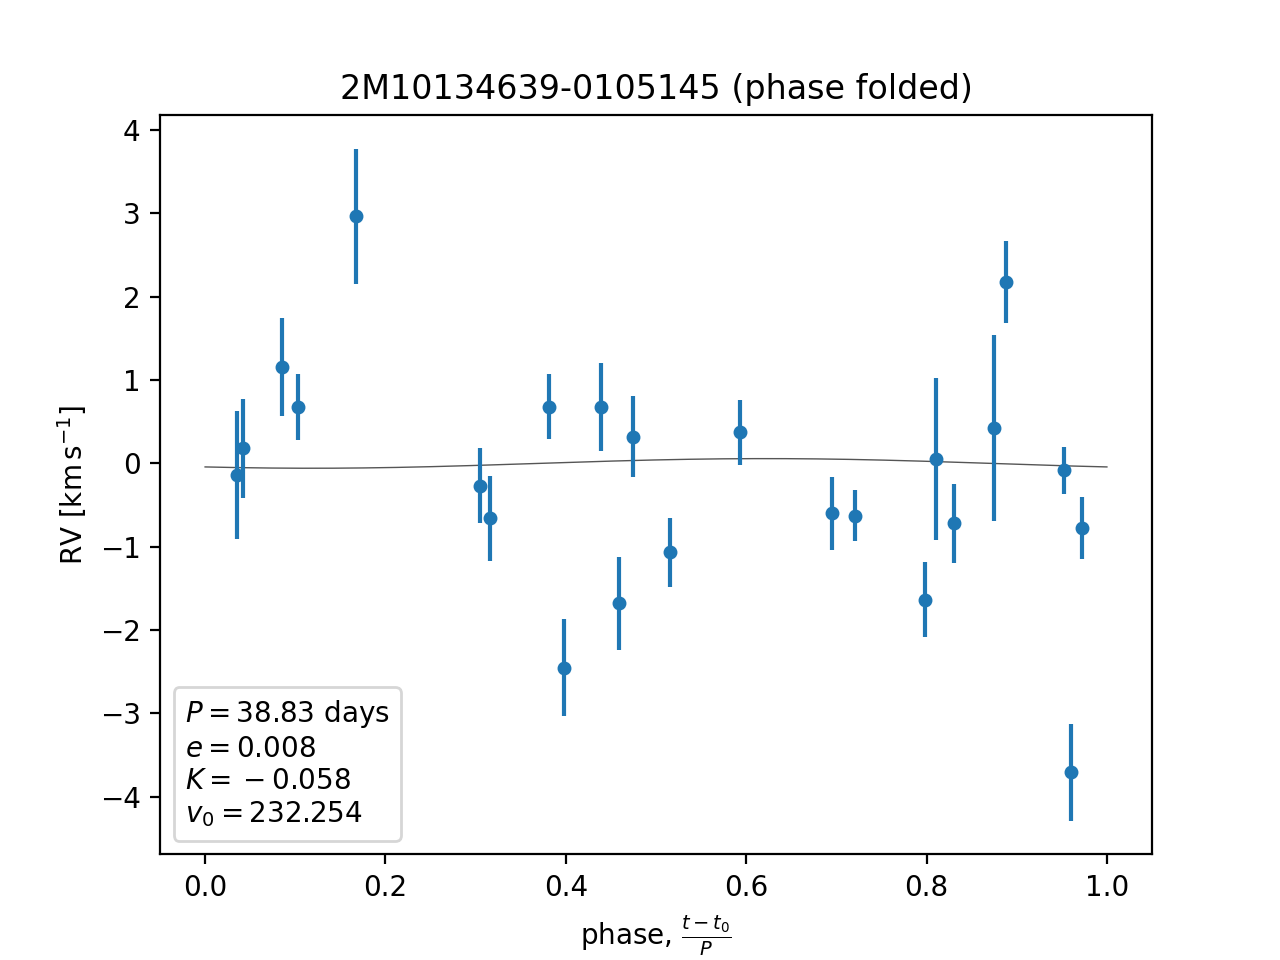 2M10134639-0105145 (phase folded)
RV [km s⁻¹]
4
3
2
1
0
−1
−2
−3
−4
P = 38.83 days
e = 0.008
K = −0.058
v₀ = 232.254
0.0 0.2 0.4 0.6 0.8 1.0
phase, (t − t₀)/P